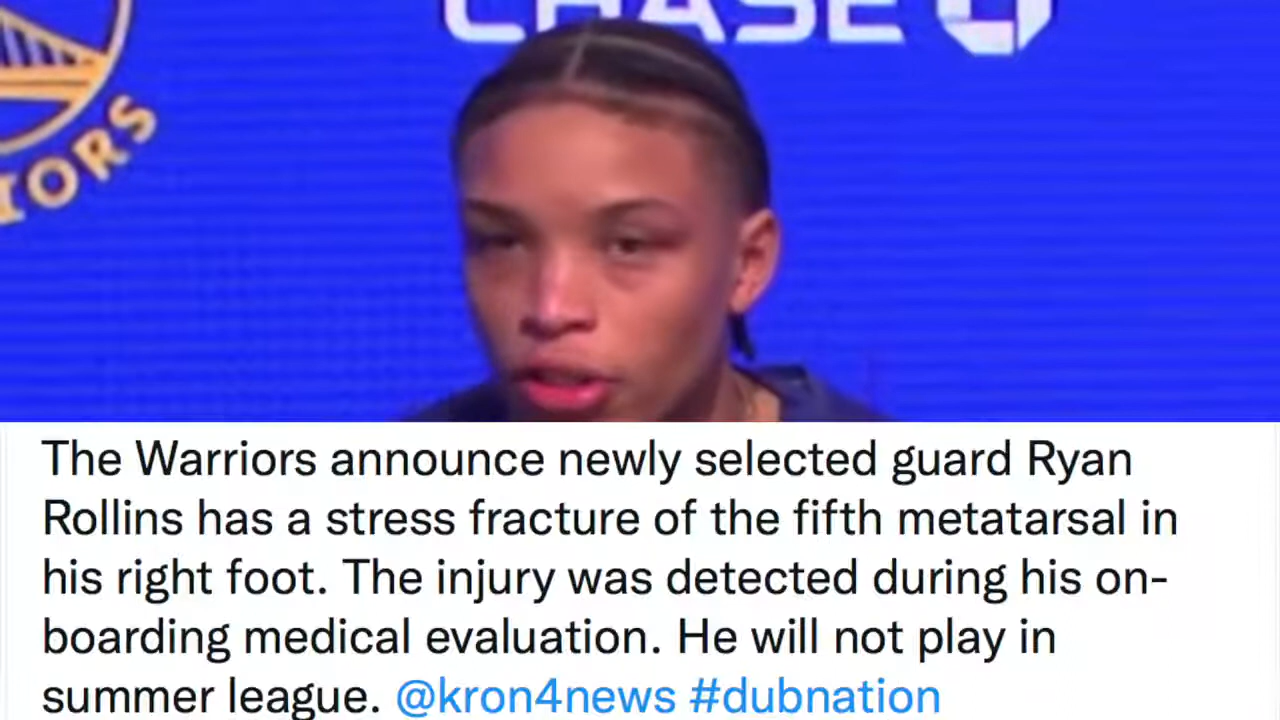 CHASE
IORS
The Warriors announce newly selected guard Ryan
Rollins has a stress fracture of the fifth metatarsal in
his right foot. The injury was detected during his on-
boarding medical evaluation. He will not play in
summer league. @kron4news #dubnation